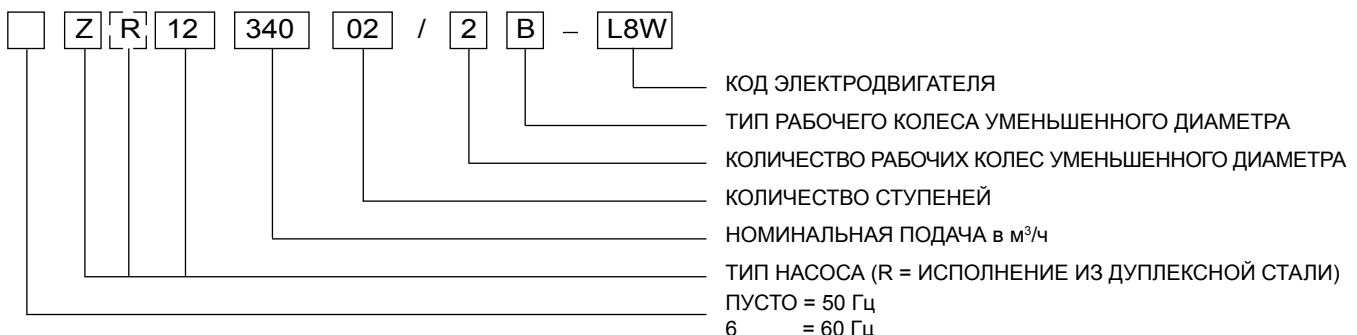 Z R 12 340 02 / 2 B – L8W
КОД ЭЛЕКТРОДВИГАТЕЛЯ
ТИП РАБОЧЕГО КОЛЕСА УМЕНЬШЕННОГО ДИАМЕТРА
КОЛИЧЕСТВО РАБОЧИХ КОЛЕС УМЕНЬШЕННОГО ДИАМЕТРА
КОЛИЧЕСТВО СТУПЕНЕЙ
НОМИНАЛЬНАЯ ПОДАЧА в м³/ч
ТИП НАСОСА (R = ИСПОЛНЕНИЕ ИЗ ДУПЛЕКСНОЙ СТАЛИ)
ПУСТО = 50 Гц
6 = 60 Гц